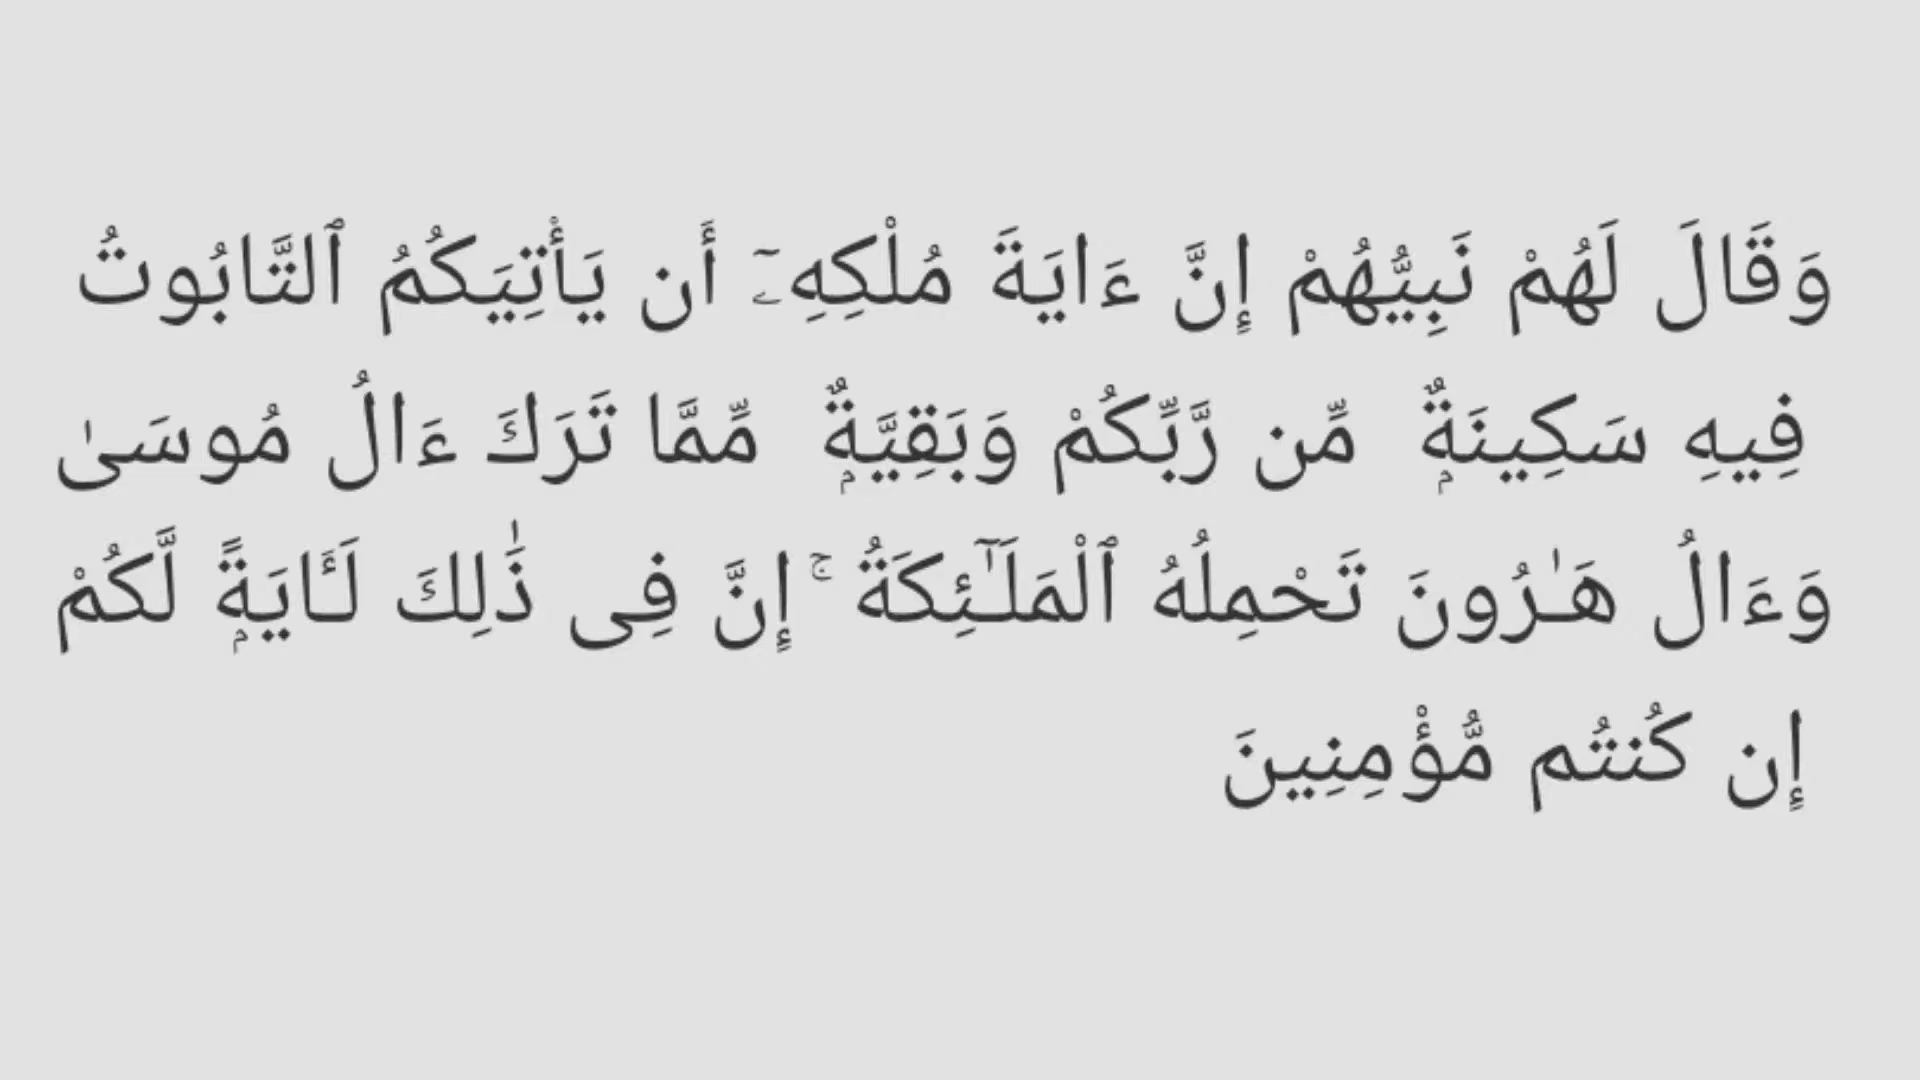 وَقَالَ لَهُمْ نَبِيُّهُمْ إِنَّ ءَايَةَ مُلْكِهِۦٓ أَن يَأْتِيَكُمُ ٱلتَّابُوتُ
فِيهِ سَكِينَةٌۭ مِّن رَّبِّكُمْ وَبَقِيَّةٌۭ مِّمَّا تَرَكَ ءَالُ مُوسَىٰ
وَءَالُ هَـٰرُونَ تَحْمِلُهُ ٱلْمَلَـٰٓئِكَةُ ۚ إِنَّ فِى ذَٰلِكَ لَـَٔايَةًۭ لَّكُمْ
إِن كُنتُم مُّؤْمِنِينَ